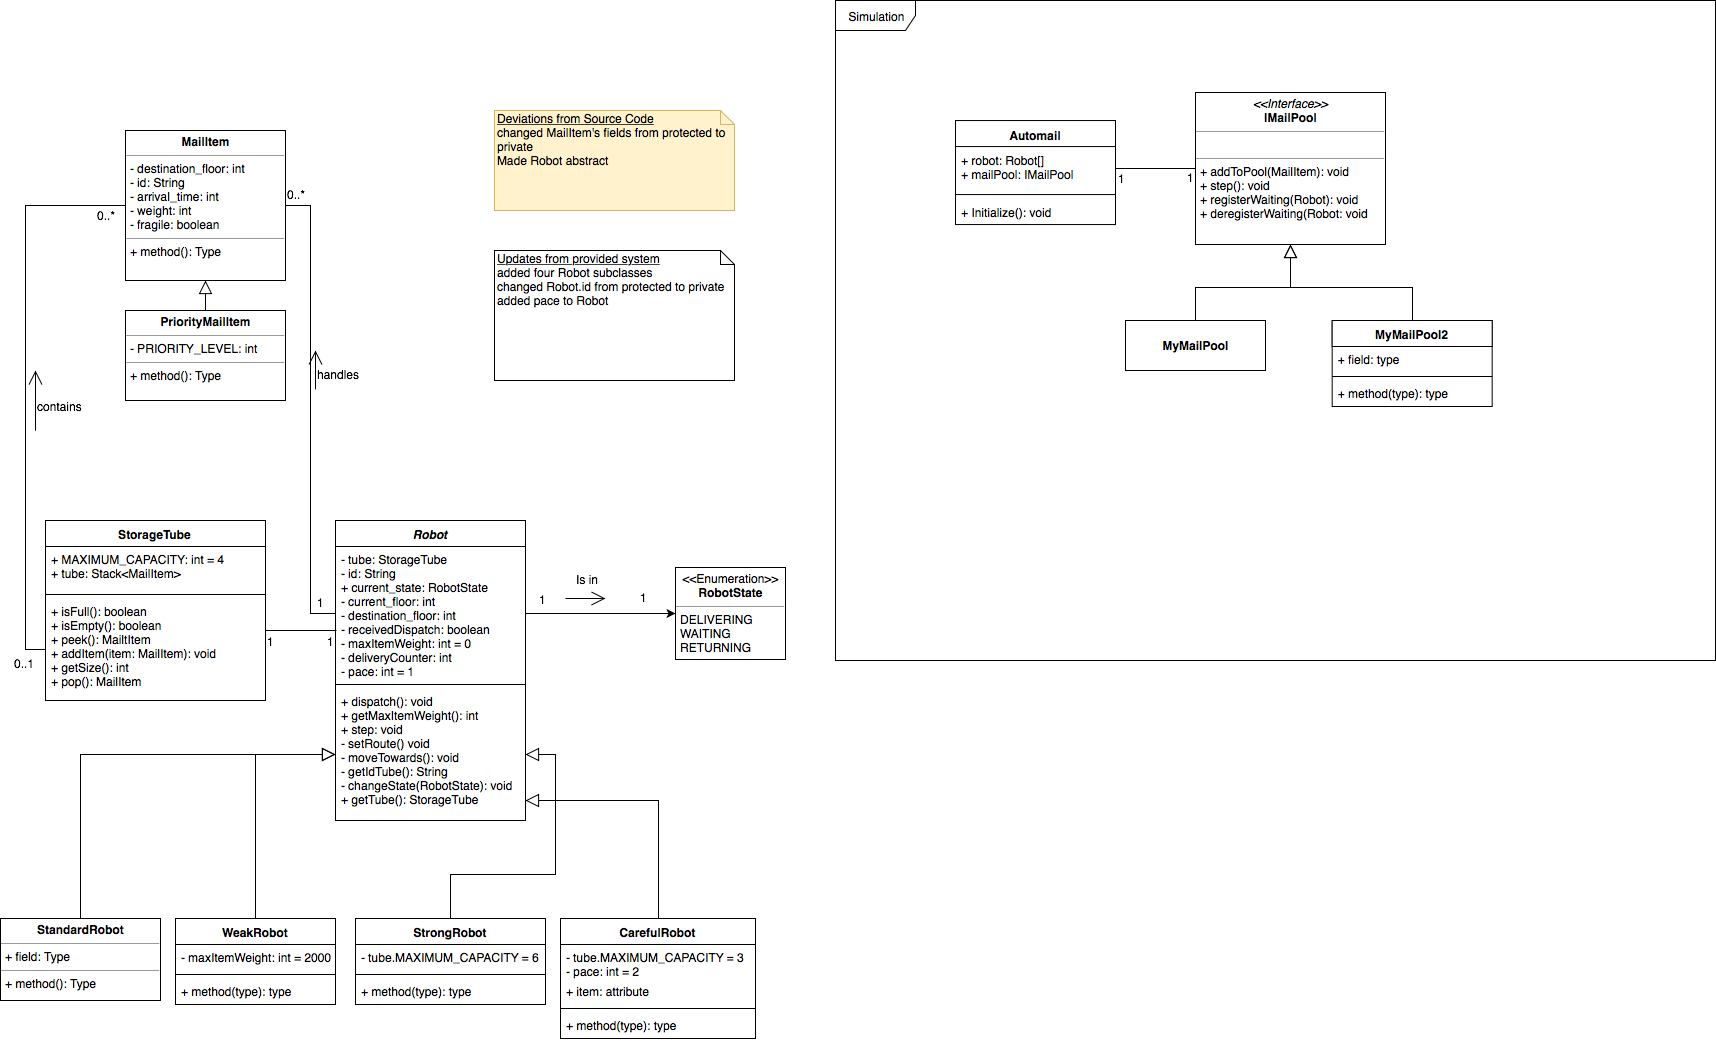 Simulation
Deviations from Source Code
changed MailItem's fields from protected to
private
Made Robot abstract
Updates from provided system
added four Robot subclasses
changed Robot.id from protected to private
added pace to Robot
MailItem
- destination_floor: int
- id: String
- arrival_time: int
- weight: int
- fragile: boolean
+ method(): Type
0..*
0..*
PriorityMailItem
- PRIORITY_LEVEL: int
+ method(): Type
contains
handles
Automail
+ robot: Robot[]
+ mailPool: IMailPool
+ Initialize(): void
1
1
<<Interface>>
IMailPool
+ addToPool(MailItem): void
+ step(): void
+ registerWaiting(Robot): void
+ deregisterWaiting(Robot: void
MyMailPool
MyMailPool2
+ field: type
+ method(type): type
StorageTube
+ MAXIMUM_CAPACITY: int = 4
+ tube: Stack<MailItem>
+ isFull(): boolean
+ isEmpty(): boolean
+ peek(): MailtItem
+ addItem(item: MailItem): void
+ getSize(): int
+ pop(): MailItem
0..1
1
1
1
Robot
- tube: StorageTube
- id: String
+ current_state: RobotState
- current_floor: int
- destination_floor: int
- receivedDispatch: boolean
- maxItemWeight: int = 0
- deliveryCounter: int
- pace: int = 1
+ dispatch(): void
+ getMaxItemWeight(): int
+ step: void
- setRoute() void
- moveTowards(): void
- getIdTube(): String
- changeState(RobotState): void
+ getTube(): StorageTube
Is in
1
1
<<Enumeration>>
RobotState
DELIVERING
WAITING
RETURNING
StandardRobot
+ field: Type
+ method(): Type
WeakRobot
- maxItemWeight: int = 2000
+ method(type): type
StrongRobot
- tube.MAXIMUM_CAPACITY = 6
+ method(type): type
CarefulRobot
- tube.MAXIMUM_CAPACITY = 3
- pace: int = 2
+ item: attribute
+ method(type): type